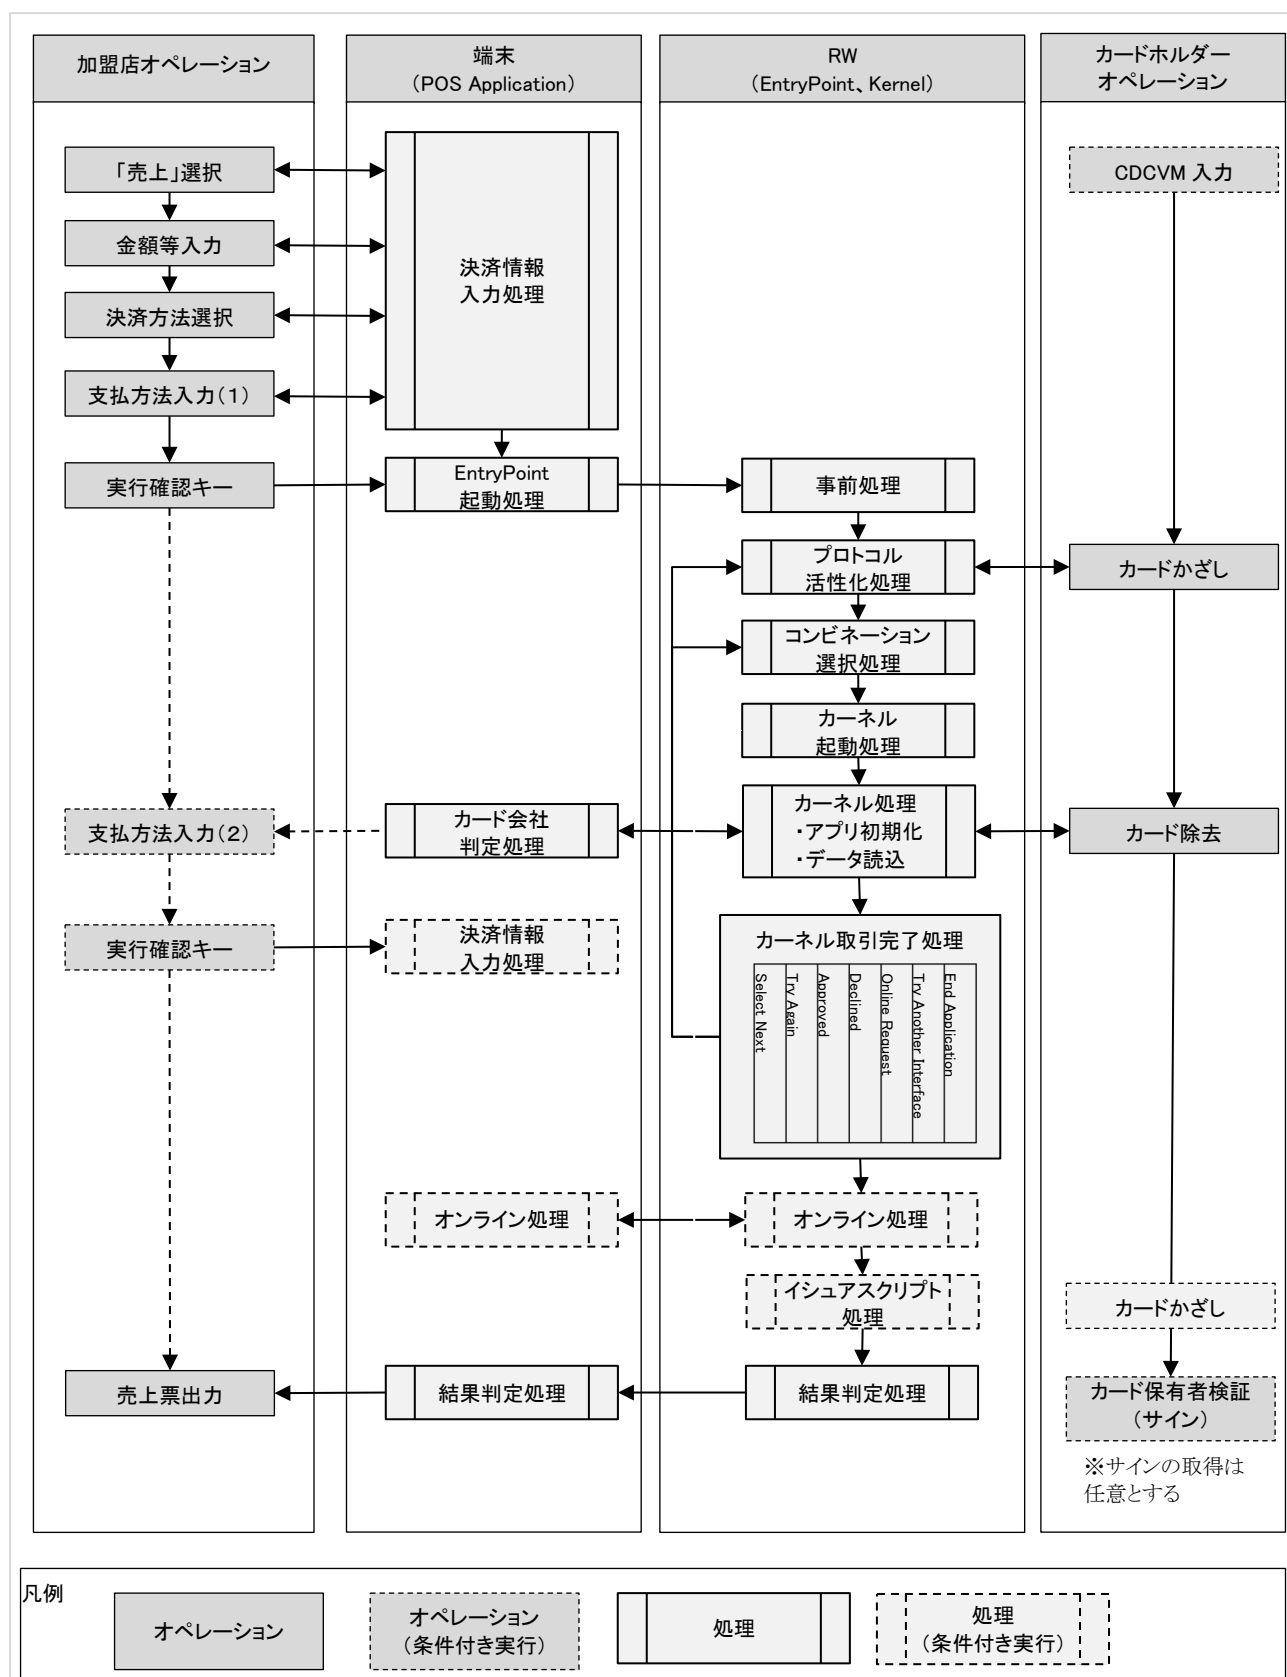 加盟店オペレーション
端末
（POS Application）
RW
（EntryPoint、Kernel）
カードホルダー
オペレーション
「売上」選択
金額等入力
決済方法選択
支払方法入力（１）
実行確認キー
支払方法入力（２）
実行確認キー
売上票出力
決済情報
入力処理
EntryPoint
起動処理
カード会社
判定処理
決済情報
入力処理
オンライン処理
結果判定処理
事前処理
プロトコル
活性化処理
コンビネーション
選択処理
カーネル
起動処理
カーネル処理
・アプリ初期化
・データ読込
カーネル取引完了処理
Select Next
Try Again
Approved
Declined
Online Request
Try Another Interface
End Application
オンライン処理
イシュアスクリプト
処理
結果判定処理
CDCVM 入力
カードかざし
カード除去
カードかざし
カード保有者検証
（サイン）
※サインの取得は
任意とする
凡例
オペレーション
オペレーション
（条件付き実行）
処理
処理
（条件付き実行）